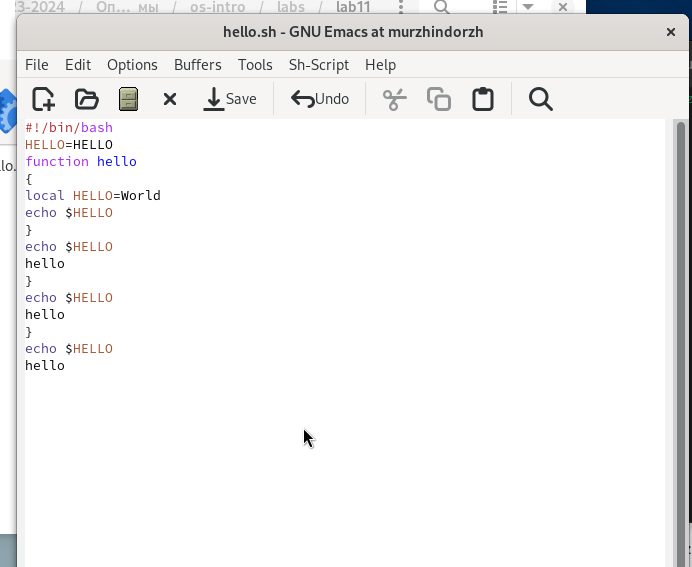 3-2024 / Оп... мы / os-intro / labs / lab11
hello.sh - GNU Emacs at murzhindorzh
File Edit Options Buffers Tools Sh-Script Help
Save Undo
#!/bin/bash
HELLO=HELLO
function hello
{
local HELLO=World
echo $HELLO
}
echo $HELLO
hello
}
echo $HELLO
hello
}
echo $HELLO
hello